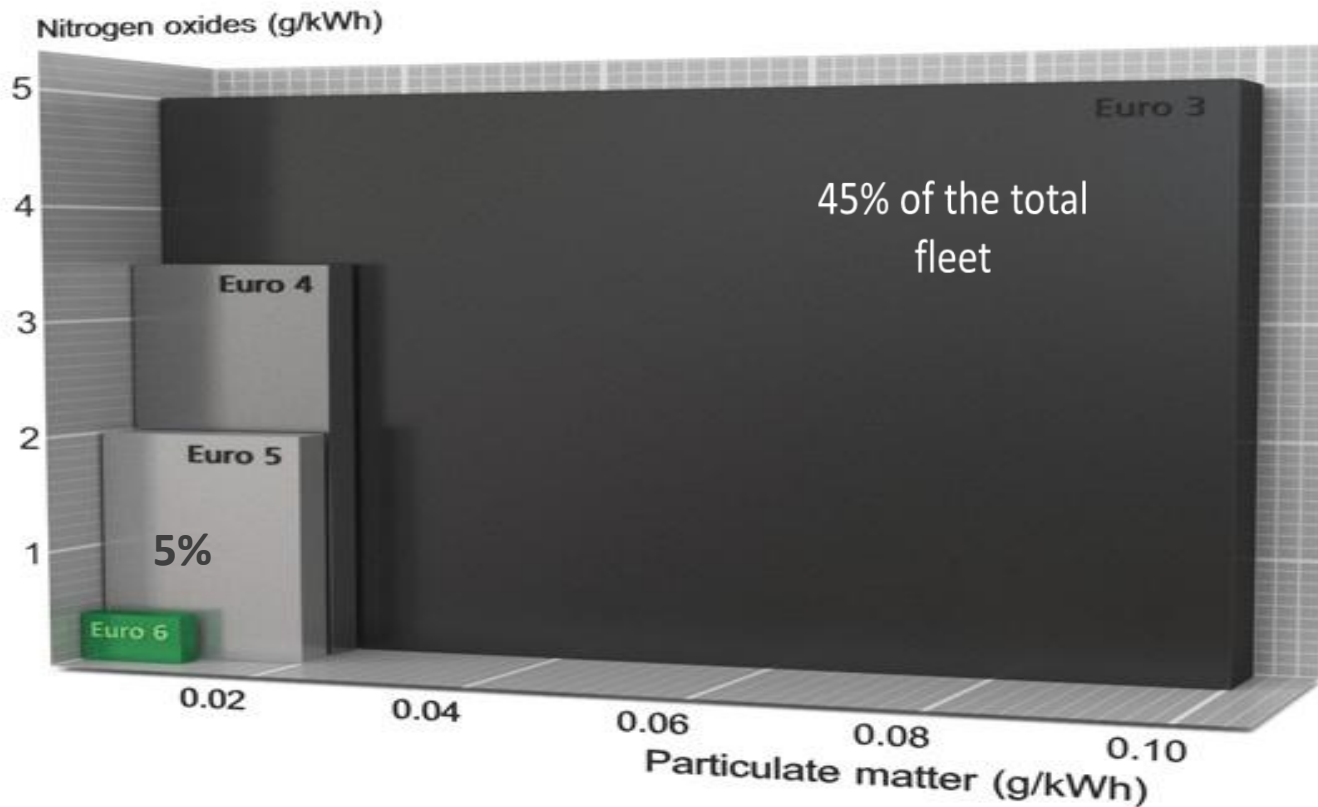 Nitrogen oxides (g/kWh)
5
Euro 3
45% of the total
fleet
4
Euro 4
3
2
Euro 5
5%
1
Euro 6
0.02
0.04
0.06
0.08
0.10
Particulate matter (g/kWh)